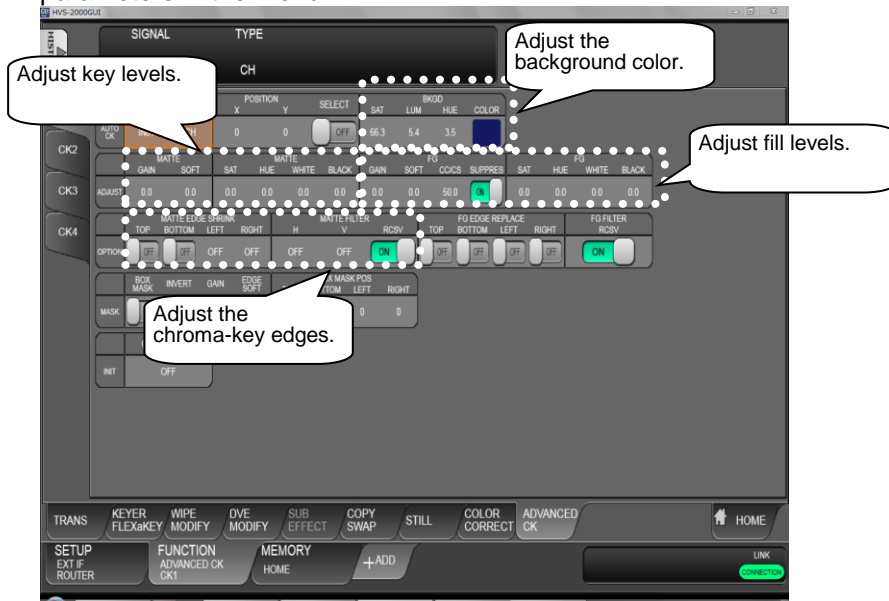 HVS-2000GUI
HIST
SIGNAL TYPE
CH
Adjust key levels.
Adjust the
background color.
Adjust fill levels.
POSITION
X Y SELECT
BKGD
SAT LUM HUE COLOR
AUTO
CK
0 0 OFF 66.3 5.4 3.5
CK2
CK3
CK4
MATTE MATTE FG FG
GAIN SOFT SAT HUE WHITE BLACK GAIN SOFT CC/CS SUPPRES SAT HUE WHITE BLACK
ADJUST 0.0 0.0 0.0 0.0 0.0 0.0 0.0 0.0 50.0 ON 0.0 0.0 0.0 0.0
MATTE EDGE SHRINK MATTE FILTER FG EDGE REPLACE FG FILTER
TOP BOTTOM LEFT RIGHT H V RCSV TOP BOTTOM LEFT RIGHT RCSV
OPTION OFF OFF OFF OFF OFF OFF ON OFF OFF OFF OFF ON
BOX
MASK INVERT GAIN EDGE
SOFT
MASK POS
LEFT RIGHT
MASK 0 0
Adjust the
chroma-key edges.
INIT OFF
TRANS KEYER
FLEXaKEY WIPE
MODIFY DVE
MODIFY SUB
EFFECT COPY
SWAP STILL COLOR
CORRECT ADVANCED
CK HOME
SETUP
EXT IF
ROUTER
FUNCTION
ADVANCED CK
CK1
MEMORY
HOME
+ADD
LINK
CONNECTION